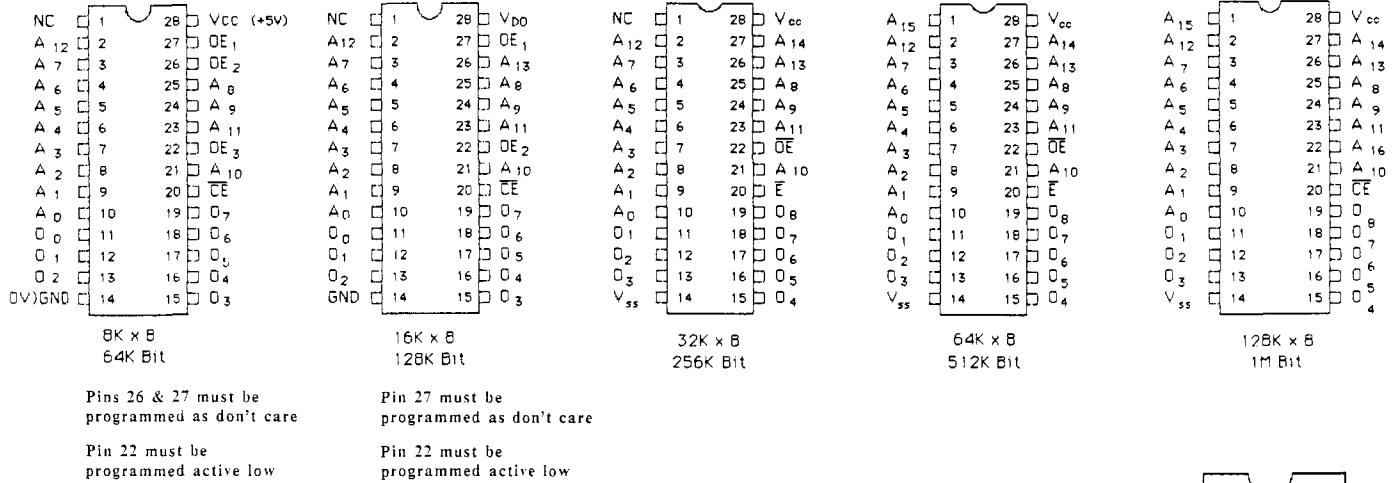 NC 1 28 VCC (+5V)
A12 2 27 OE1
A7 3 26 OE2
A6 4 25 A8
A5 5 24 A9
A4 6 23 A11
A3 7 22 OE3
A2 8 21 A10
A1 9 20 C̅E̅
A0 10 19 O7
O0 11 18 O6
O1 12 17 O5
O2 13 16 O4
0V)GND 14 15 O3
8K x 8
64K Bit
Pins 26 & 27 must be
programmed as don't care
Pin 22 must be
programmed active low
NC 1 28 VDO
A12 2 27 OE1
A7 3 26 A13
A6 4 25 A8
A5 5 24 A9
A4 6 23 A11
A3 7 22 OE2
A2 8 21 A10
A1 9 20 C̅E̅
A0 10 19 O7
O0 11 18 O6
O1 12 17 O5
O2 13 16 O4
GND 14 15 O3
16K x 8
128K Bit
Pin 27 must be
programmed as don't care
Pin 22 must be
programmed active low
NC 1 28 Vcc
A12 2 27 A14
A7 3 26 A13
A6 4 25 A8
A5 5 24 A9
A4 6 23 A11
A3 7 22 O̅E̅
A2 8 21 A10
A1 9 20 E̅
A0 10 19 O8
O1 11 18 O7
O2 12 17 O6
O3 13 16 O5
Vss 14 15 O4
32K x 8
256K Bit
A15 1 28 Vcc
A12 2 27 A14
A7 3 26 A13
A6 4 25 A8
A5 5 24 A9
A4 6 23 A11
A3 7 22 O̅E̅
A2 8 21 A10
A1 9 20 E̅
A0 10 19 O8
O1 11 18 O7
O2 12 17 O6
O3 13 16 O5
Vss 14 15 O4
64K x 8
512K Bit
A15 1 28 Vcc
A12 2 27 A14
A7 3 26 A13
A6 4 25 A8
A5 5 24 A9
A4 6 23 A11
A3 7 22 A16
A2 8 21 A10
A1 9 20 C̅E̅
A0 10 19 O8
O1 11 18 O7
O2 12 17 O6
O3 13 16 O5
Vss 14 15 O4
128K x 8
1M Bit